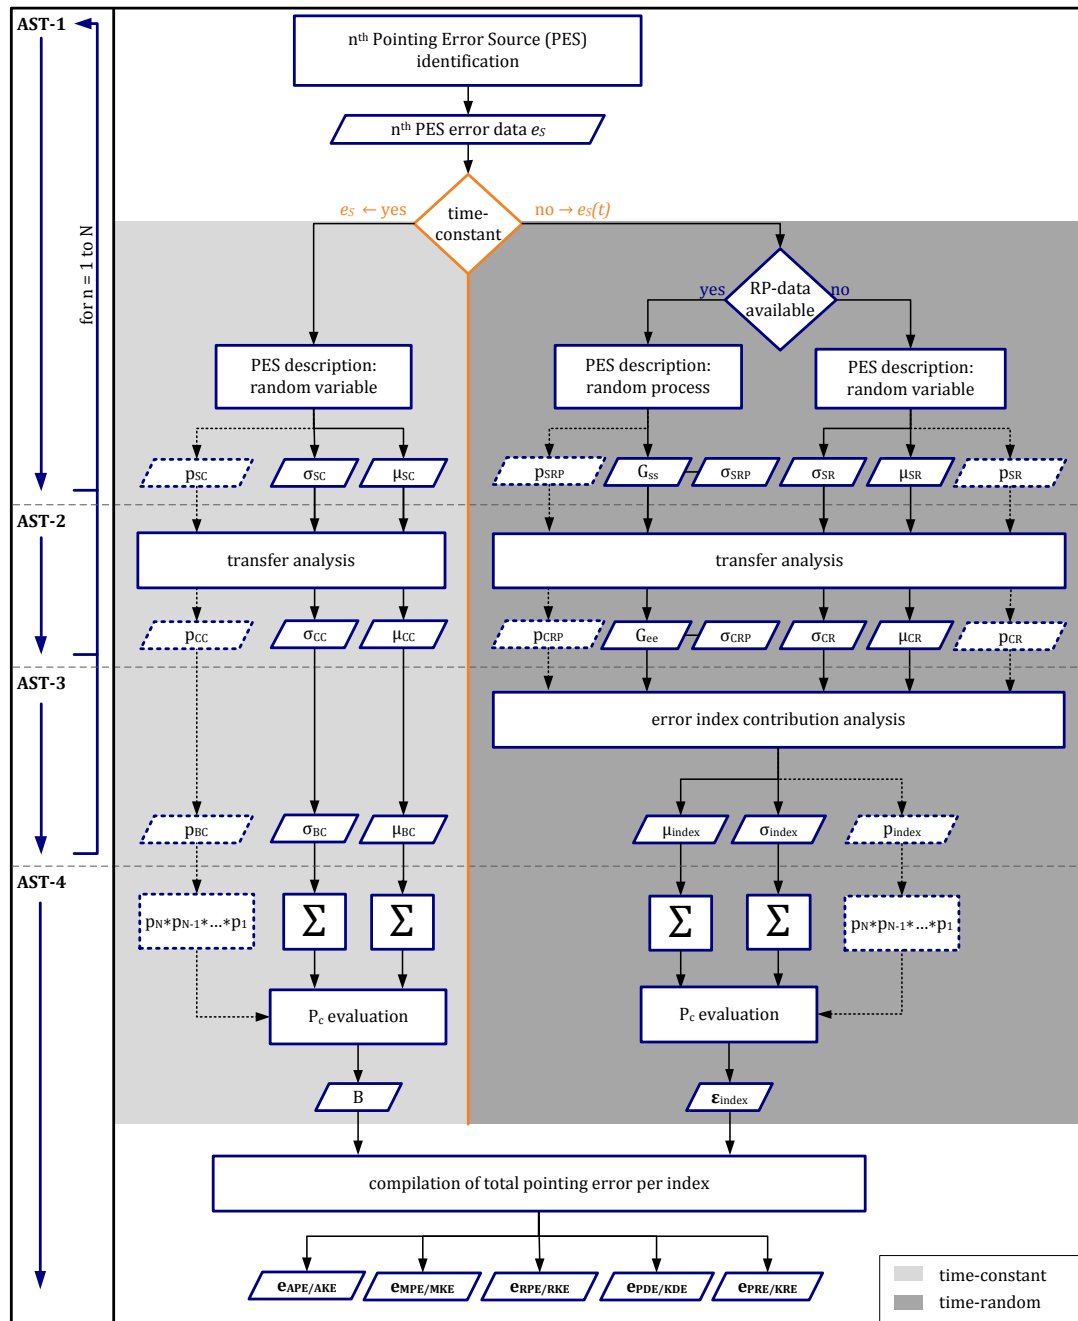 AST-1
nth Pointing Error Source (PES)
identification
nth PES error data eS
time-
constant
eS ← yes
no → eS(t)
for n = 1 to N
RP-data
available
yes
no
PES description:
random variable
PES description:
random process
PES description:
random variable
pSC
σSC
μSC
pSRP
Gss
σSRP
σSR
μSR
pSR
AST-2
transfer analysis
transfer analysis
pCC
σCC
μCC
pCRP
Gee
σCRP
σCR
μCR
pCR
AST-3
error index contribution analysis
pBC
σBC
μBC
μindex
σindex
pindex
AST-4
pN*pN-1*...*p1
Σ
Σ
Σ
Σ
pN*pN-1*...*p1
Pc evaluation
Pc evaluation
B
εindex
compilation of total pointing error per index
eAPE/AKE
eMPE/MKE
eRPE/RKE
ePDE/KDE
ePRE/KRE
time-constant
time-random